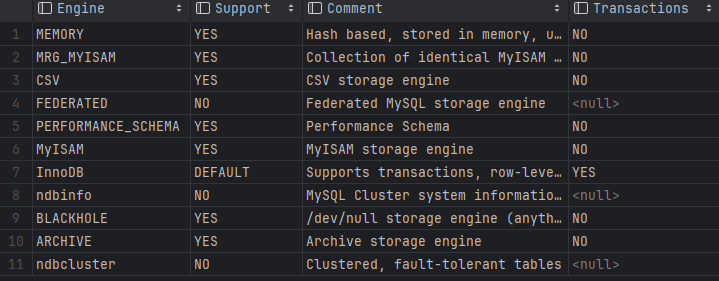 Engine Support Comment Transactions
1 MEMORY YES Hash based, stored in memory, u… NO
2 MRG_MYISAM YES Collection of identical MyISAM … NO
3 CSV YES CSV storage engine NO
4 FEDERATED NO Federated MySQL storage engine <null>
5 PERFORMANCE_SCHEMA YES Performance Schema NO
6 MyISAM YES MyISAM storage engine NO
7 InnoDB DEFAULT Supports transactions, row-leve… YES
8 ndbinfo NO MySQL Cluster system informatio… <null>
9 BLACKHOLE YES /dev/null storage engine (anyth… NO
10 ARCHIVE YES Archive storage engine NO
11 ndbcluster NO Clustered, fault-tolerant tables <null>